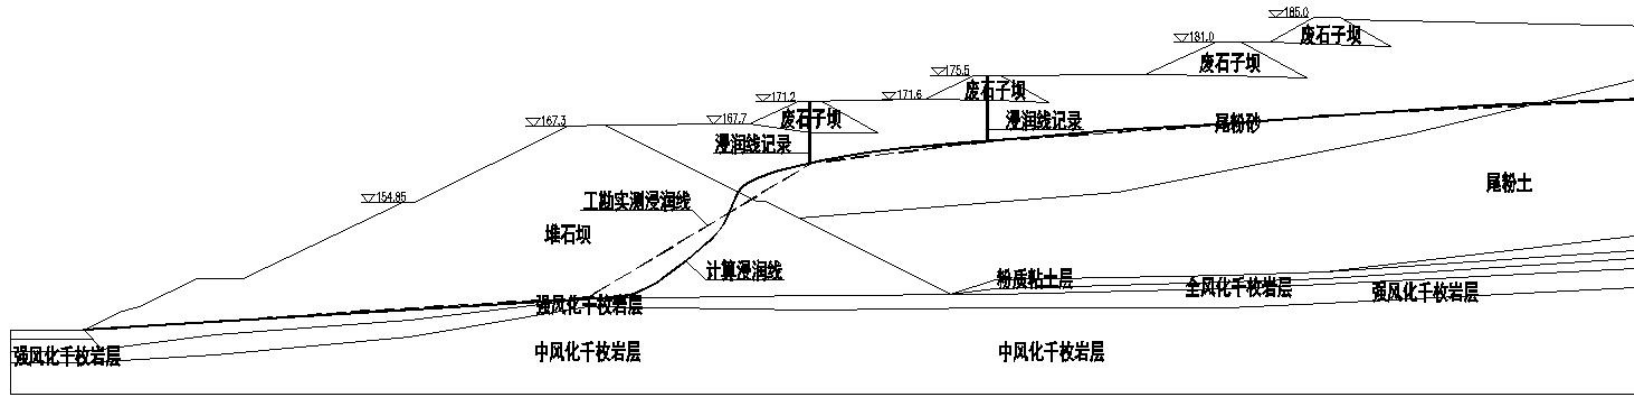 185.0
废石子坝
181.0
废石子坝
175.5
废石子坝
171.6
171.2
废石子坝
167.7
167.3
浸润线记录
浸润线记录
尾粉砂
154.85
工勘实测浸润线
尾粉土
堆石坝
计算浸润线
粉质粘土层
全风化千枚岩层
强风化千枚岩层
强风化千枚岩层
强风化千枚岩层
中风化千枚岩层
中风化千枚岩层